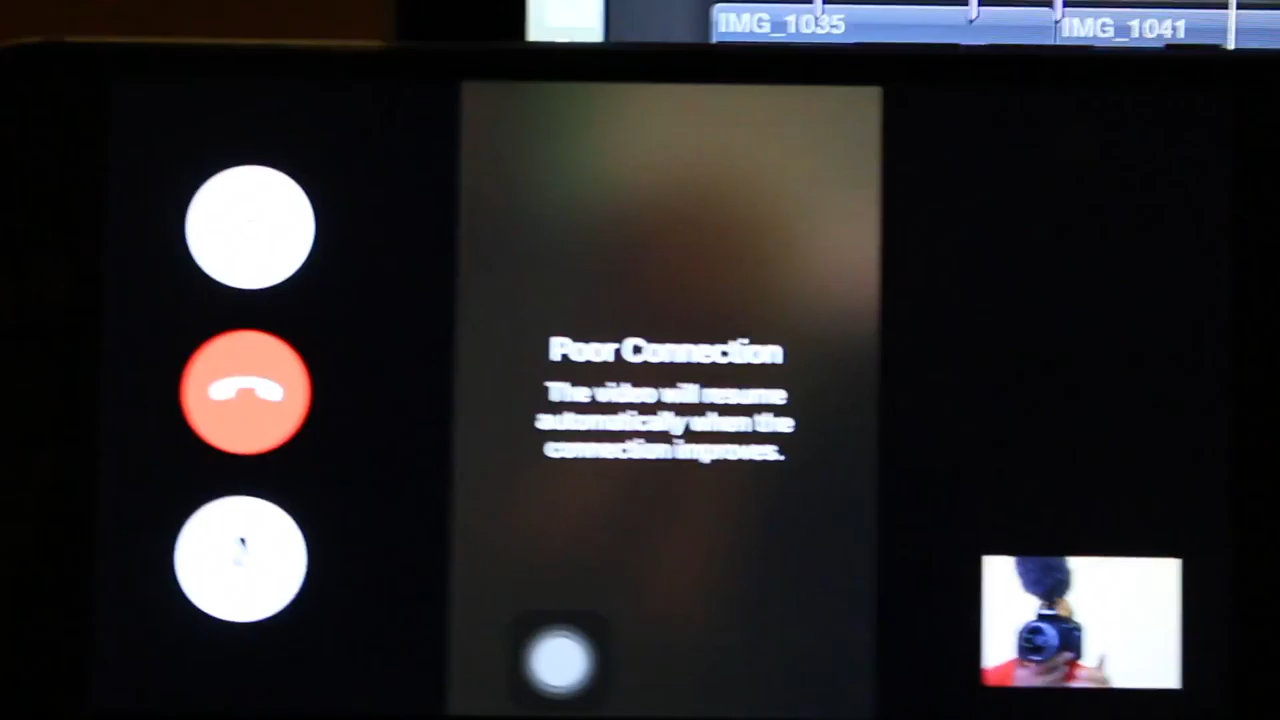 IMG_1035
IMG_1041
Poor Connection
The video will resume
automatically when the
connection improves.